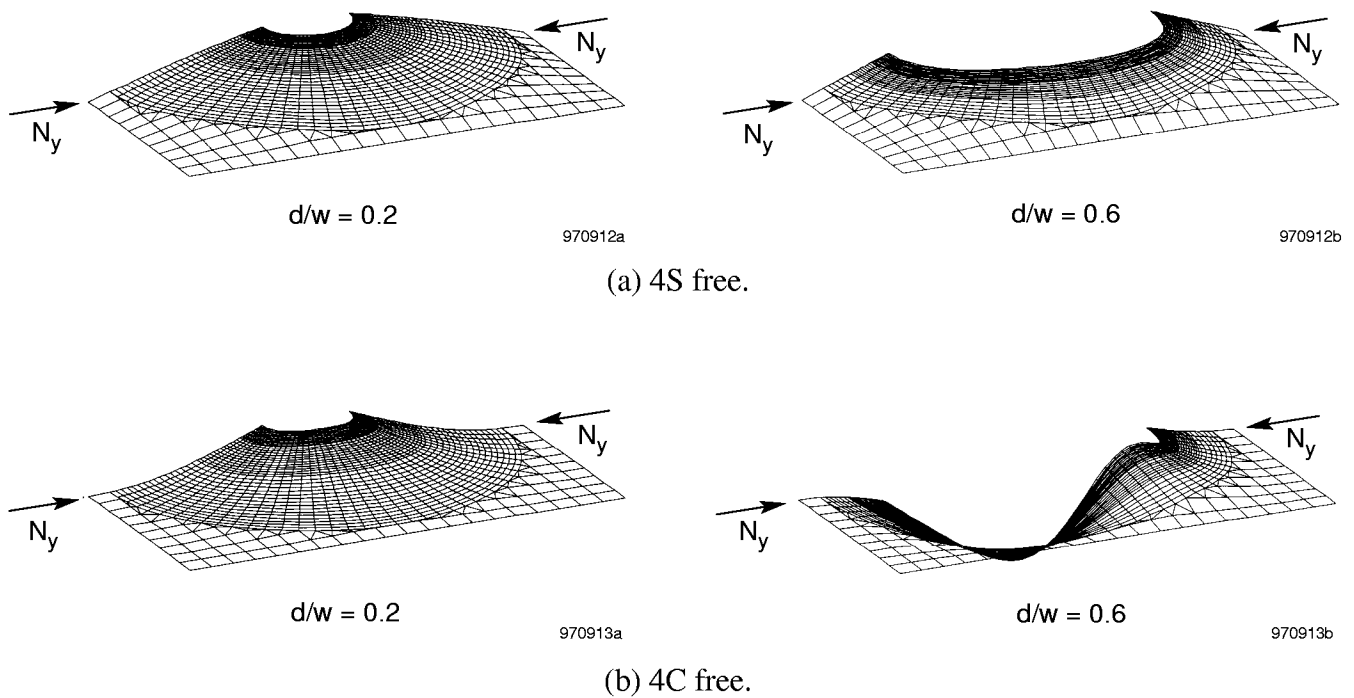 N_y N_y
N_y N_y
d/w = 0.2 d/w = 0.6
970912a 970912b
(a) 4S free.
N_y N_y
N_y N_y
d/w = 0.2 d/w = 0.6
970913a 970913b
(b) 4C free.